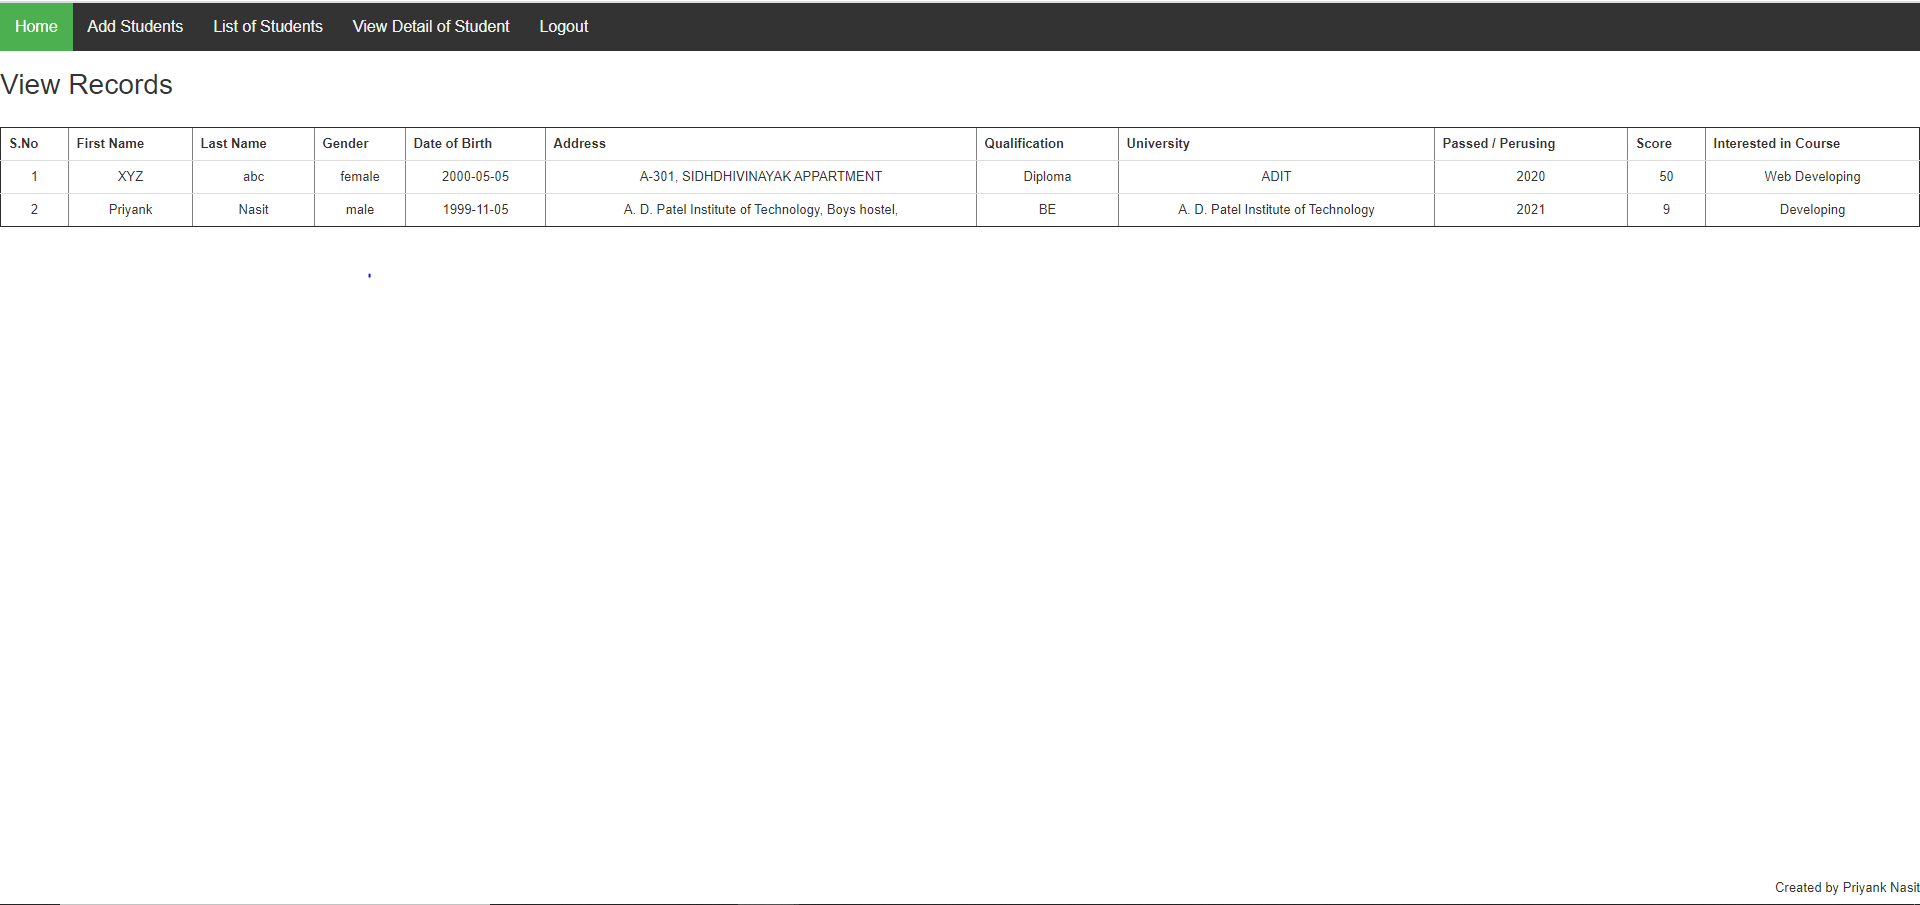 Home Add Students List of Students View Detail of Student Logout
View Records
S.No First Name Last Name Gender Date of Birth Address Qualification University Passed / Perusing Score Interested in Course
1 XYZ abc female 2000-05-05 A-301, SIDHDHIVINAYAK APPARTMENT Diploma ADIT 2020 50 Web Developing
2 Priyank Nasit male 1999-11-05 A. D. Patel Institute of Technology, Boys hostel, BE A. D. Patel Institute of Technology 2021 9 Developing
Created by Priyank Nasit